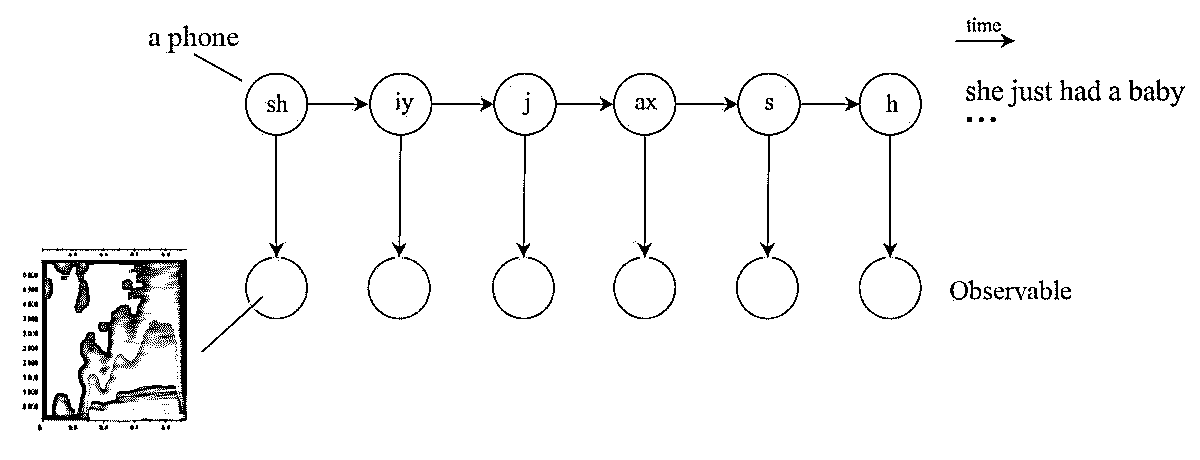 a phone
time
sh iy j ax s h
she just had a baby
...
Observable